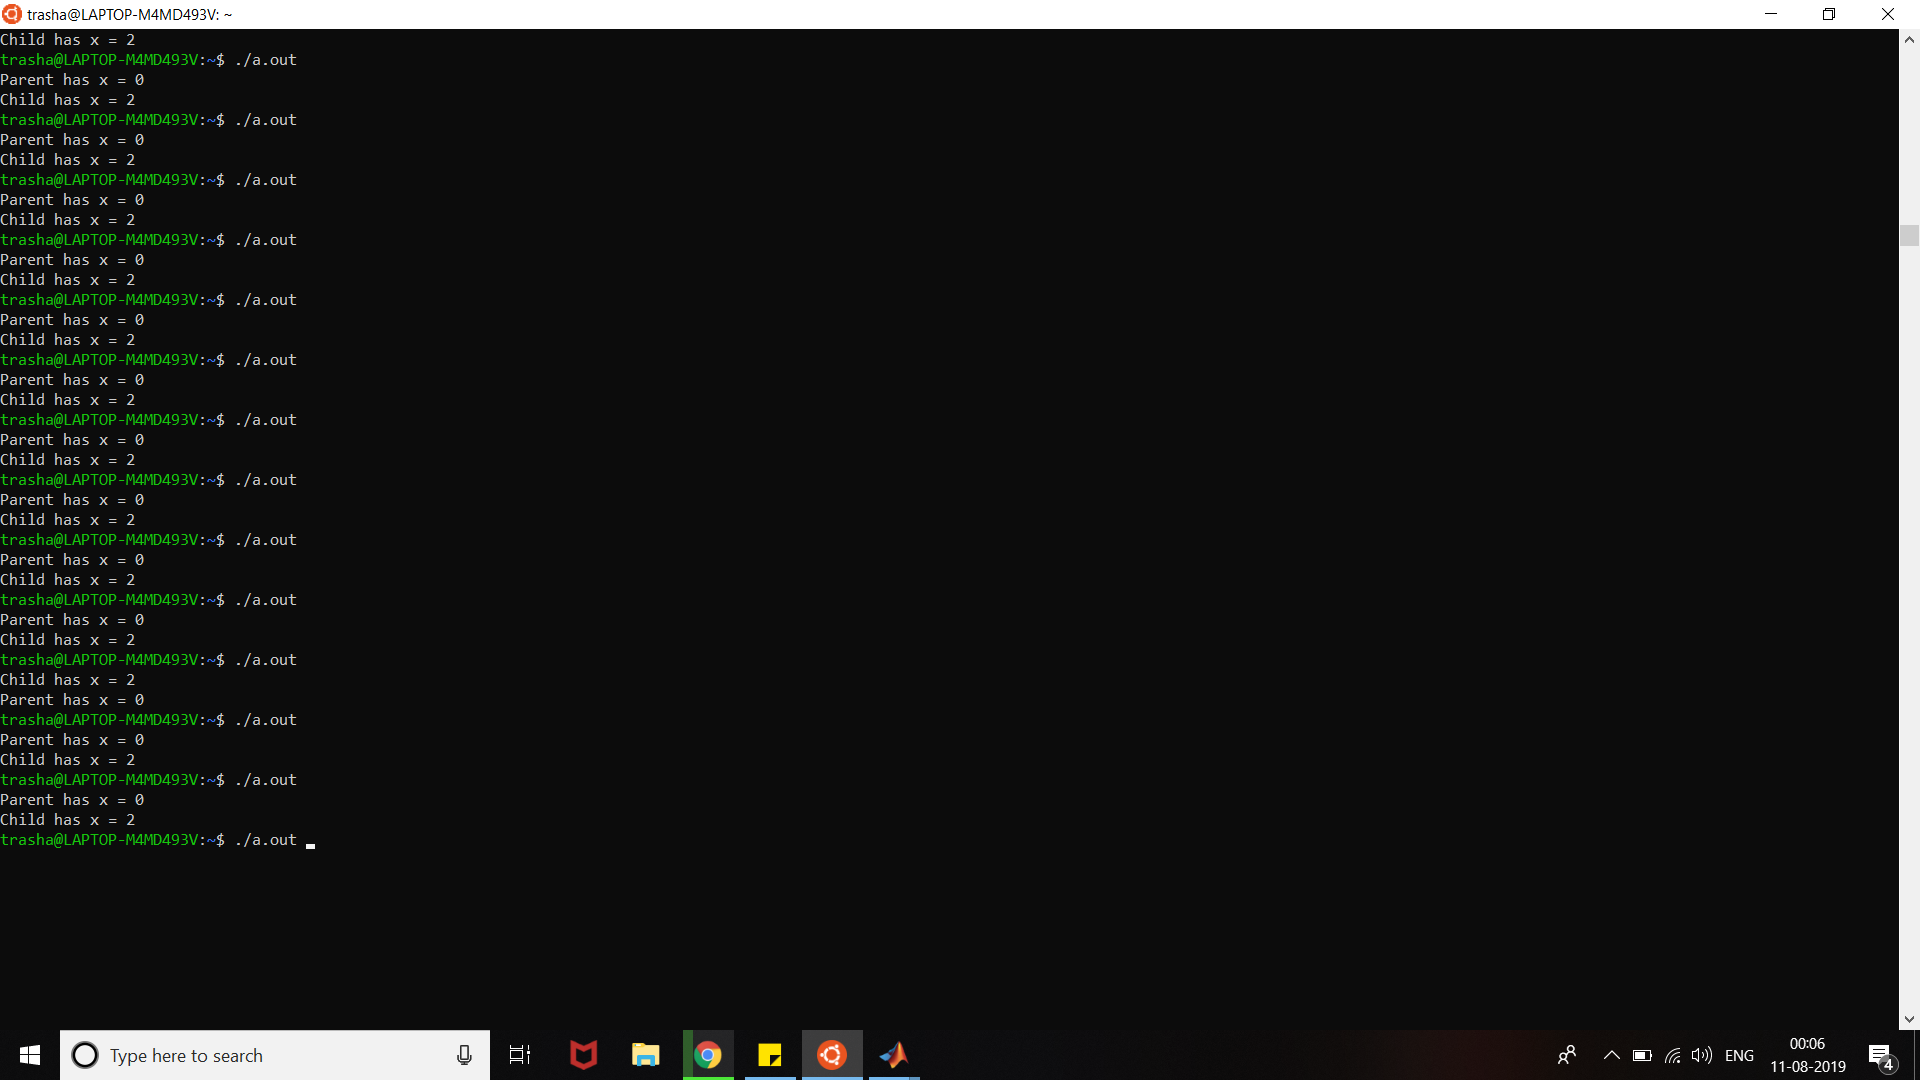 trasha@LAPTOP-M4MD493V: ~
Child has x = 2
trasha@LAPTOP-M4MD493V:~$ ./a.out
Parent has x = 0
Child has x = 2
trasha@LAPTOP-M4MD493V:~$ ./a.out
Parent has x = 0
Child has x = 2
trasha@LAPTOP-M4MD493V:~$ ./a.out
Parent has x = 0
Child has x = 2
trasha@LAPTOP-M4MD493V:~$ ./a.out
Parent has x = 0
Child has x = 2
trasha@LAPTOP-M4MD493V:~$ ./a.out
Parent has x = 0
Child has x = 2
trasha@LAPTOP-M4MD493V:~$ ./a.out
Parent has x = 0
Child has x = 2
trasha@LAPTOP-M4MD493V:~$ ./a.out
Parent has x = 0
Child has x = 2
trasha@LAPTOP-M4MD493V:~$ ./a.out
Parent has x = 0
Child has x = 2
trasha@LAPTOP-M4MD493V:~$ ./a.out
Parent has x = 0
Child has x = 2
trasha@LAPTOP-M4MD493V:~$ ./a.out
Parent has x = 0
Child has x = 2
trasha@LAPTOP-M4MD493V:~$ ./a.out
Child has x = 2
Parent has x = 0
trasha@LAPTOP-M4MD493V:~$ ./a.out
Parent has x = 0
Child has x = 2
trasha@LAPTOP-M4MD493V:~$ ./a.out
Parent has x = 0
Child has x = 2
trasha@LAPTOP-M4MD493V:~$ ./a.out
Type here to search
ENG
00:06
11-08-2019
4